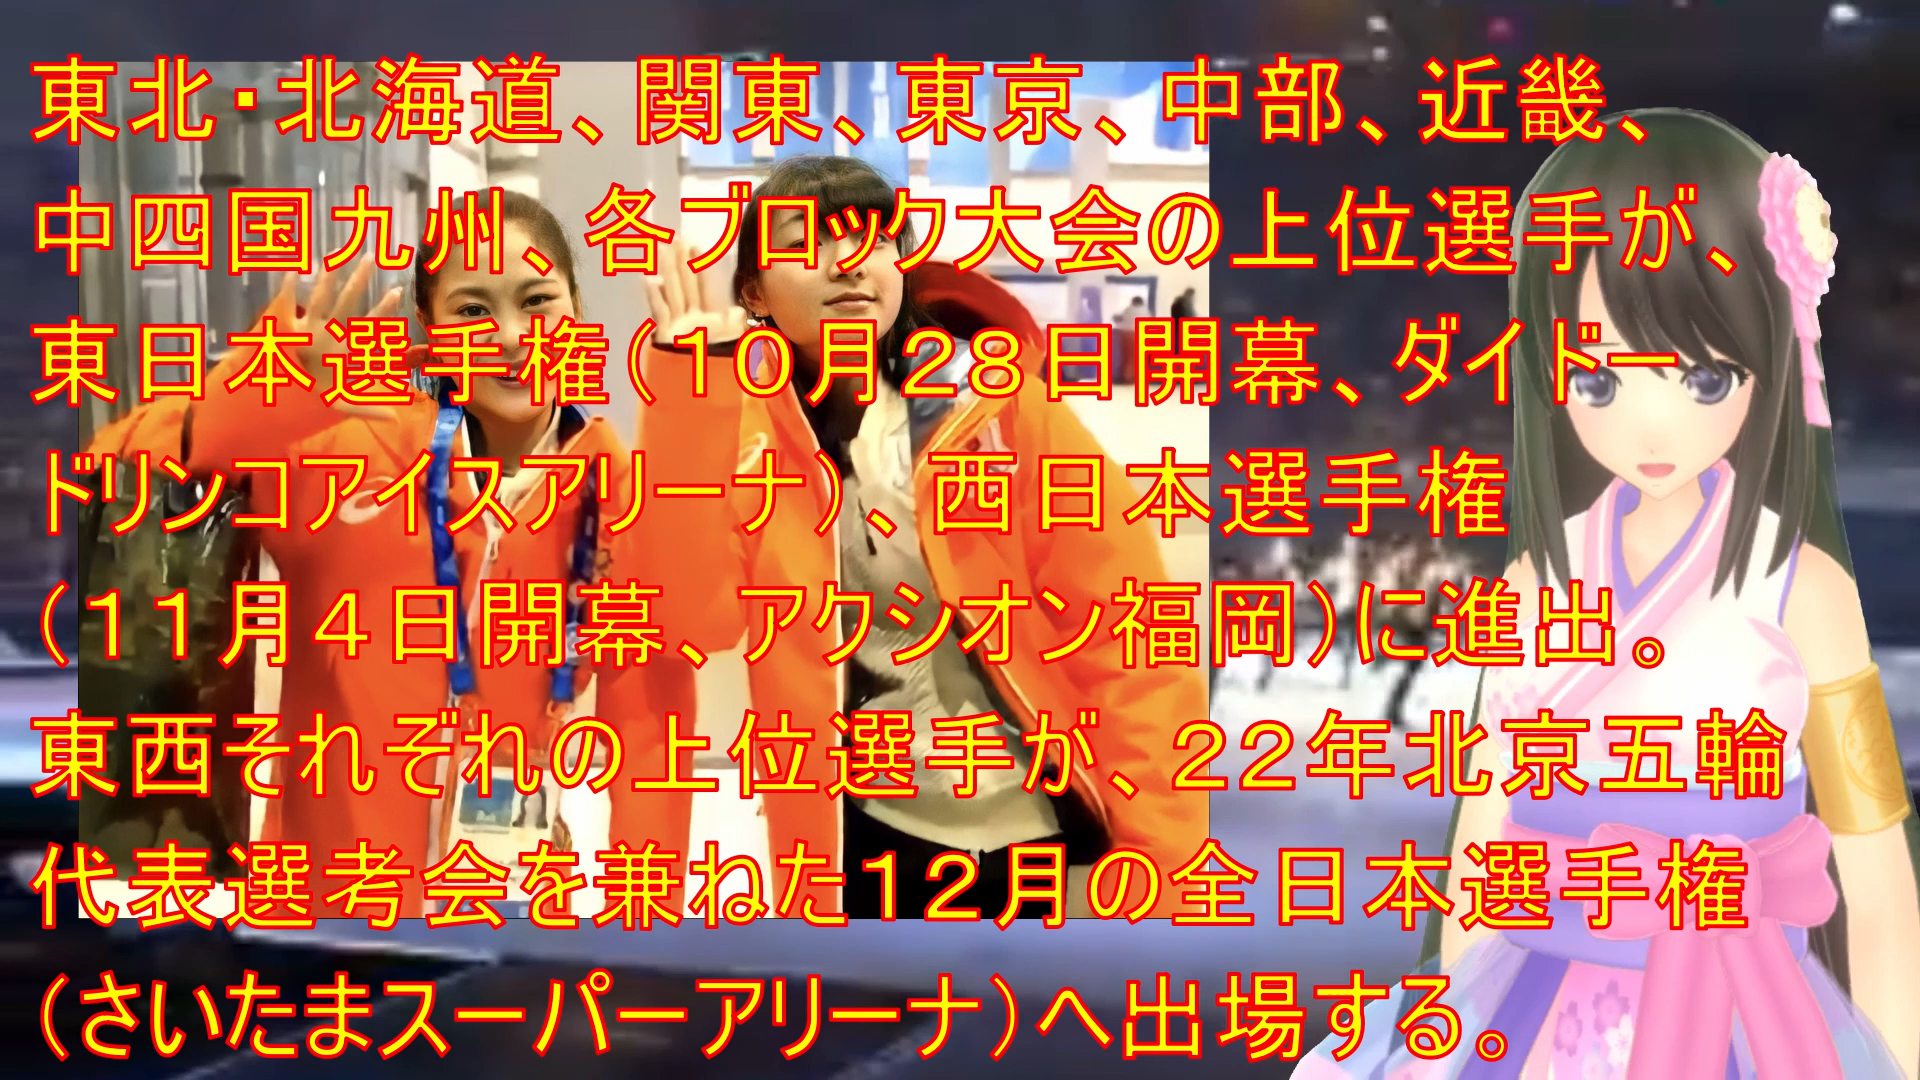 東北・北海道、関東、東京、中部、近畿、
中四国九州、各ブロック大会の上位選手が、
東日本選手権（１０月２８日開幕、ダイドー
ドリンコアイスアリーナ）、西日本選手権
（１１月４日開幕、アクシオン福岡）に進出。
東西それぞれの上位選手が、２２年北京五輪
代表選考会を兼ねた１２月の全日本選手権
（さいたまスーパーアリーナ）へ出場する。